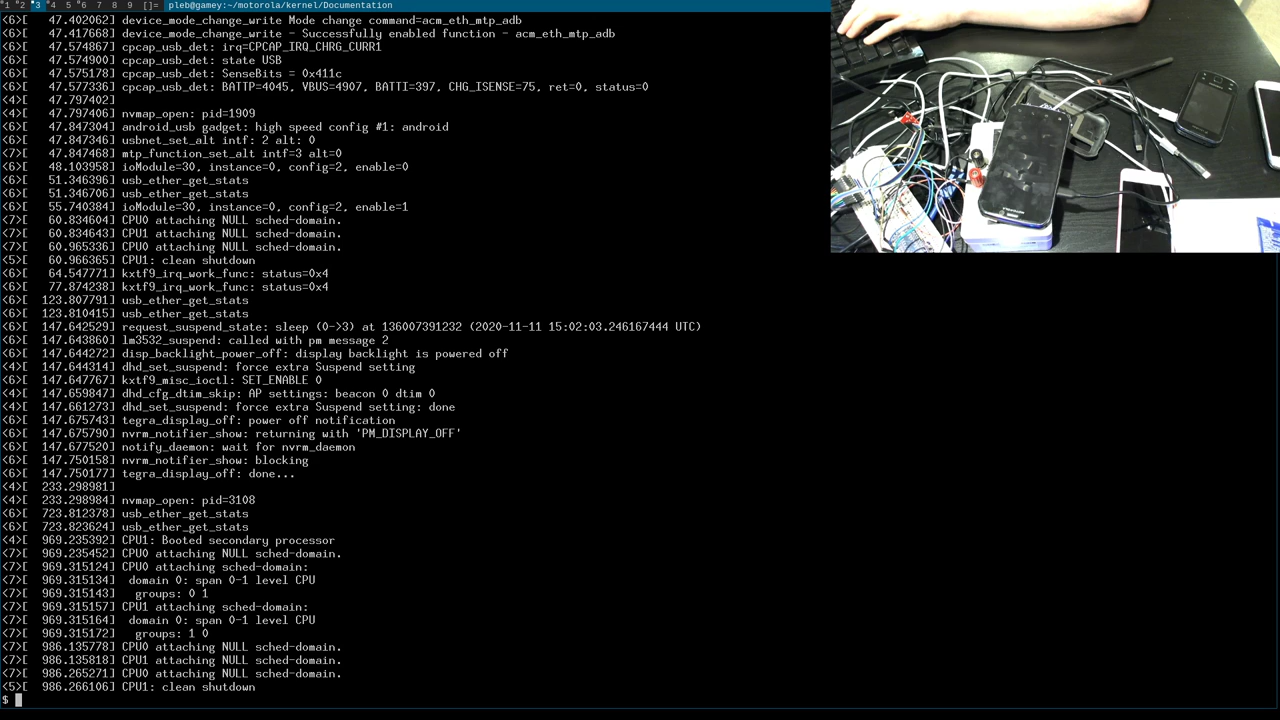 1 2 3 4 5 6 7 8 9 []= pleb@gamey:~/motorola/kernel/Documentation
<6>[   47.402062] device_mode_change_write Mode change command=acm_eth_mtp_adb
<6>[   47.417668] device_mode_change_write - Successfully enabled function - acm_eth_mtp_adb
<6>[   47.574867] cpcap_usb_det: irq=CPCAP_IRQ_CHRG_CURR1
<6>[   47.574900] cpcap_usb_det: state USB
<6>[   47.575178] cpcap_usb_det: SenseBits = 0x411c
<6>[   47.577336] cpcap_usb_det: BATTP=4045, VBUS=4907, BATTI=397, CHG_ISENSE=75, ret=0, status=0
<4>[   47.797402]
<4>[   47.797406] nvmap_open: pid=1909
<6>[   47.847304] android_usb gadget: high speed config #1: android
<6>[   47.847346] usbnet_set_alt intf: 2 alt: 0
<7>[   47.847468] mtp_function_set_alt intf=3 alt=0
<6>[   48.103958] ioModule=30, instance=0, config=2, enable=0
<6>[   51.346396] usb_ether_get_stats
<6>[   51.346706] usb_ether_get_stats
<6>[   55.740384] ioModule=30, instance=0, config=2, enable=1
<7>[   60.834604] CPU0 attaching NULL sched-domain.
<7>[   60.834643] CPU1 attaching NULL sched-domain.
<7>[   60.965336] CPU0 attaching NULL sched-domain.
<5>[   60.966365] CPU1: clean shutdown
<6>[   64.547771] kxtf9_irq_work_func: status=0x4
<6>[   77.874238] kxtf9_irq_work_func: status=0x4
<6>[  123.807791] usb_ether_get_stats
<6>[  123.810415] usb_ether_get_stats
<6>[  147.642529] request_suspend_state: sleep (0->3) at 136007391232 (2020-11-11 15:02:03.246167444 UTC)
<6>[  147.643860] lm3532_suspend: called with pm message 2
<6>[  147.644272] disp_backlight_power_off: display backlight is powered off
<4>[  147.644314] dhd_set_suspend: force extra Suspend setting
<6>[  147.647767] kxtf9_misc_ioctl: SET_ENABLE 0
<4>[  147.659847] dhd_cfg_dtim_skip: AP settings: beacon 0 dtim 0
<4>[  147.661273] dhd_set_suspend: force extra Suspend setting: done
<6>[  147.675743] tegra_display_off: power off notification
<6>[  147.675790] nvrm_notifier_show: returning with 'PM_DISPLAY_OFF'
<6>[  147.677520] notify_daemon: wait for nvrm_daemon
<6>[  147.750158] nvrm_notifier_show: blocking
<6>[  147.750177] tegra_display_off: done...
<4>[  233.298981]
<4>[  233.298984] nvmap_open: pid=3108
<6>[  723.812378] usb_ether_get_stats
<6>[  723.823624] usb_ether_get_stats
<4>[  969.235392] CPU1: Booted secondary processor
<7>[  969.235452] CPU0 attaching NULL sched-domain.
<7>[  969.315124] CPU0 attaching sched-domain:
<7>[  969.315134]  domain 0: span 0-1 level CPU
<7>[  969.315143]   groups: 0 1
<7>[  969.315157] CPU1 attaching sched-domain:
<7>[  969.315164]  domain 0: span 0-1 level CPU
<7>[  969.315172]   groups: 1 0
<7>[  986.135778] CPU0 attaching NULL sched-domain.
<7>[  986.135818] CPU1 attaching NULL sched-domain.
<7>[  986.265271] CPU0 attaching NULL sched-domain.
<5>[  986.266106] CPU1: clean shutdown
$